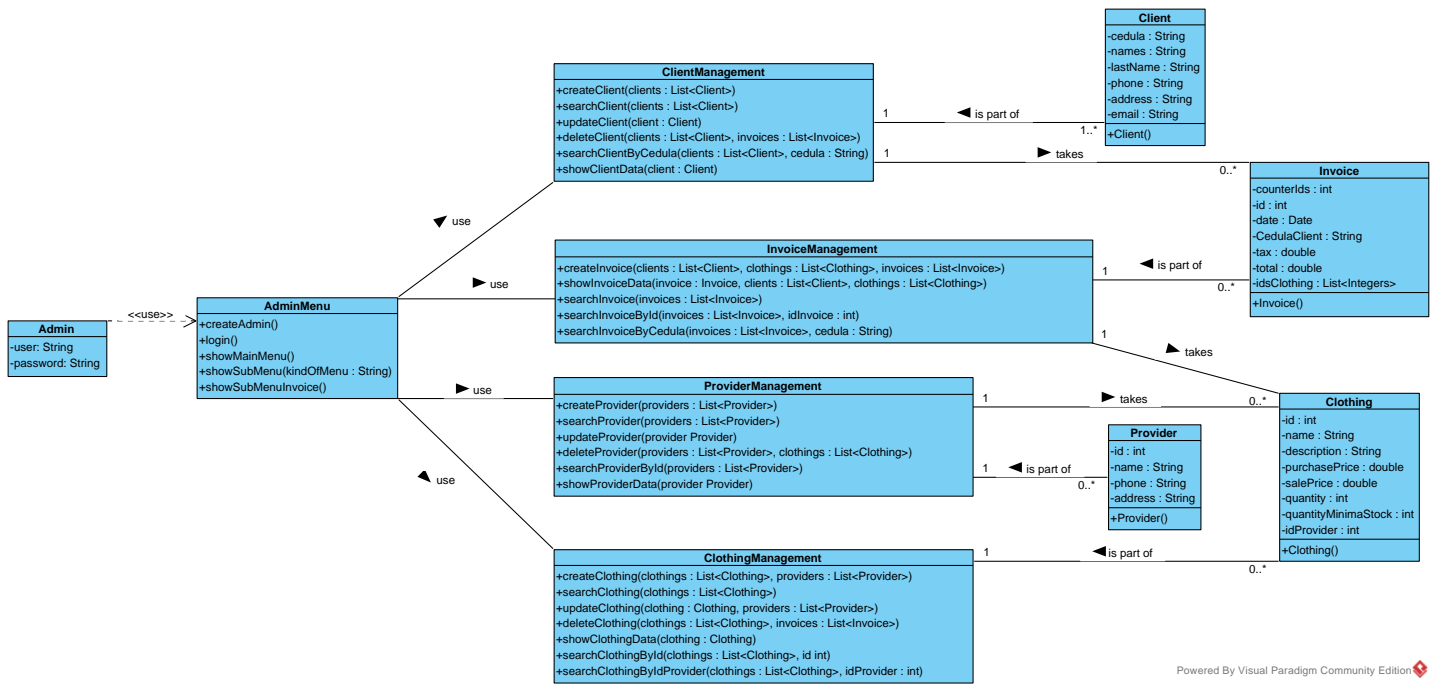 Client
-cedula : String
-names : String
-lastName : String
-phone : String
-address : String
-email : String
+Client()
ClientManagement
+createClient(clients : List<Client>)
+searchClient(clients : List<Client>)
+updateClient(client : Client)
+deleteClient(clients : List<Client>, invoices : List<Invoice>)
+searchClientByCedula(clients : List<Client>, cedula : String)
+showClientData(client : Client)
1
is part of
1..*
1
takes
0..*
Invoice
-counterIds : int
-id : int
-date : Date
-CedulaClient : String
-tax : double
-total : double
-idsClothing : List<Integers>
+Invoice()
use
InvoiceManagement
+createInvoice(clients : List<Client>, clothings : List<Clothing>, invoices : List<Invoice>)
+showInvoiceData(invoice : Invoice, clients : List<Client>, clothings : List<Clothing>)
+searchInvoice(invoices : List<Invoice>)
+searchInvoiceById(invoices : List<Invoice>, idInvoice : int)
+searchInvoiceByCedula(invoices : List<Invoice>, cedula : String)
1
is part of
0..*
use
1
takes
Admin
-user: String
-password: String
<<use>>
AdminMenu
+createAdmin()
+login()
+showMainMenu()
+showSubMenu(kindOfMenu : String)
+showSubMenuInvoice()
use
ProviderManagement
+createProvider(providers : List<Provider>)
+searchProvider(providers : List<Provider>)
+updateProvider(provider Provider)
+deleteProvider(providers : List<Provider>, clothings : List<Clothing>)
+searchProviderById(providers : List<Provider>)
+showProviderData(provider Provider)
1
takes
0..*
1
is part of
0..*
Provider
-id : int
-name : String
-phone : String
-address : String
+Provider()
Clothing
-id : int
-name : String
-description : String
-purchasePrice : double
-salePrice : double
-quantity : int
-quantityMinimaStock : int
-idProvider : int
+Clothing()
use
ClothingManagement
+createClothing(clothings : List<Clothing>, providers : List<Provider>)
+searchClothing(clothings : List<Clothing>)
+updateClothing(clothing : Clothing, providers : List<Provider>)
+deleteClothing(clothings : List<Clothing>, invoices : List<Invoice>)
+showClothingData(clothing : Clothing)
+searchClothingById(clothings : List<Clothing>, id int)
+searchClothingByIdProvider(clothings : List<Clothing>, idProvider : int)
1
is part of
0..*
Powered By Visual Paradigm Community Edition